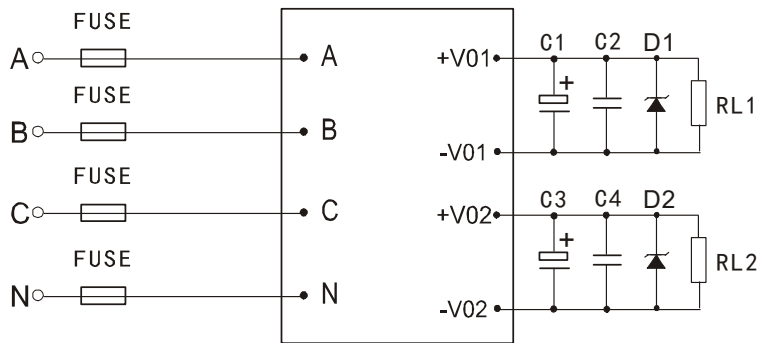 FUSE
A A
FUSE
B B
FUSE
C C
FUSE
N N
+V01 C1 C2 D1
+
RL1
-V01
+V02 C3 C4 D2
+
RL2
-V02